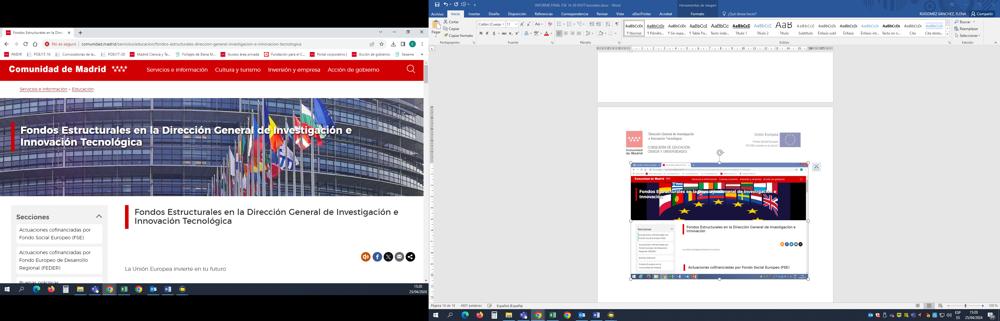 Fondos Estructurales en la Direcc
No es seguro | comunidad.madrid/servicios/educacion/fondos-estructurales-direccion-general-investigacion-e-innovacion-tecnologica
E
PAIDIR POEJ15 16 Convocatorias de la... POEJ17-20 Madrid Ciencia y Te... Fichajes de Elena M... Acceso área privada Fundación para el C... Portal corporativo | Acción de gobierno Sesame »
Comunidad de Madrid Servicios e información Cultura y turismo Inversión y empresa Acción de gobierno
Servicios e información > Educación
Fondos Estructurales en la Dirección General de Investigación e
Innovación Tecnológica
Secciones
Actuaciones cofinanciadas por
Fondo Social Europeo (FSE)
Actuaciones cofinanciadas por
Fondo Europeo de Desarrollo
Regional (FEDER)
Buenas prácticas
Fondos Estructurales en la Dirección General de Investigación e
Innovación Tecnológica
La Unión Europea invierte en tu futuro
15:20
25/04/2024
INFORME FINAL FSE 14-20 DGIIT borrador.docx - Word
Herramientas de imagen
Archivo Inicio Insertar Diseño Disposición Referencias Correspondencia Revisar Vista eDocPrinter Acrobat Formato ¿Qué desea hacer? RUIGOMEZ SANCHEZ, ELENA Compartir
Pegar
Cortar
Copiar
Copiar formato
Portapapeles
Calibri (Cuerpo 11
N K S abc x₂ x²
Fuente
Párrafo
AaBbCcDc AaBbCcDc AaBbCcDc AaBbCcI AaBbCc AaBbCcD AaBbCcE AaB AaBbCcD AaBbCcDc AaBbCcDc AaBbCcDc AaBbCcDc AaBbCcDc AaBbCcDc
¶ Normal ¶ Párrafo... ¶ Sin espa... ¶ Table Pa... Texto inde... Título 1 Título 2 Título Subtítulo Énfasis sutil Énfasis Énfasis int... Texto en n... Cita Cita desta...
Estilos
Buscar
Reemplazar
Seleccionar
Edición
Comunidad
de Madrid
Dirección General de Investigación
e Innovación Tecnológica
CONSEJERÍA DE EDUCACIÓN,
CIENCIA Y UNIVERSIDADES
Unión Europea
Fondo Social Europeo
"El FSE invierte en tu futuro"
Comunidad de Madrid Servicios e información Cultura y turismo Inversión y empresa Acción de gobierno
Fondos Estructurales en la Dirección General de Investigación e
Innovación
Secciones
Actuaciones cofinanciadas por
Fondo Social Europeo (FSE)
Actuaciones cofinanciadas por
Fondo Europeo de Desarrollo
Regional (FEDER)
Buenas prácticas
Fondos Europeos en la
Comunidad de Madrid
Fondos Estructurales en la Dirección General de Investigación e
Innovación
La Unión Europea invierte en tu futuro
Actuaciones cofinanciadas por Fondo Social Europeo (FSE)
Página 18 de 18 4907 palabras Español (España) 100 %
ESP
ES
15:20
25/04/2024
20